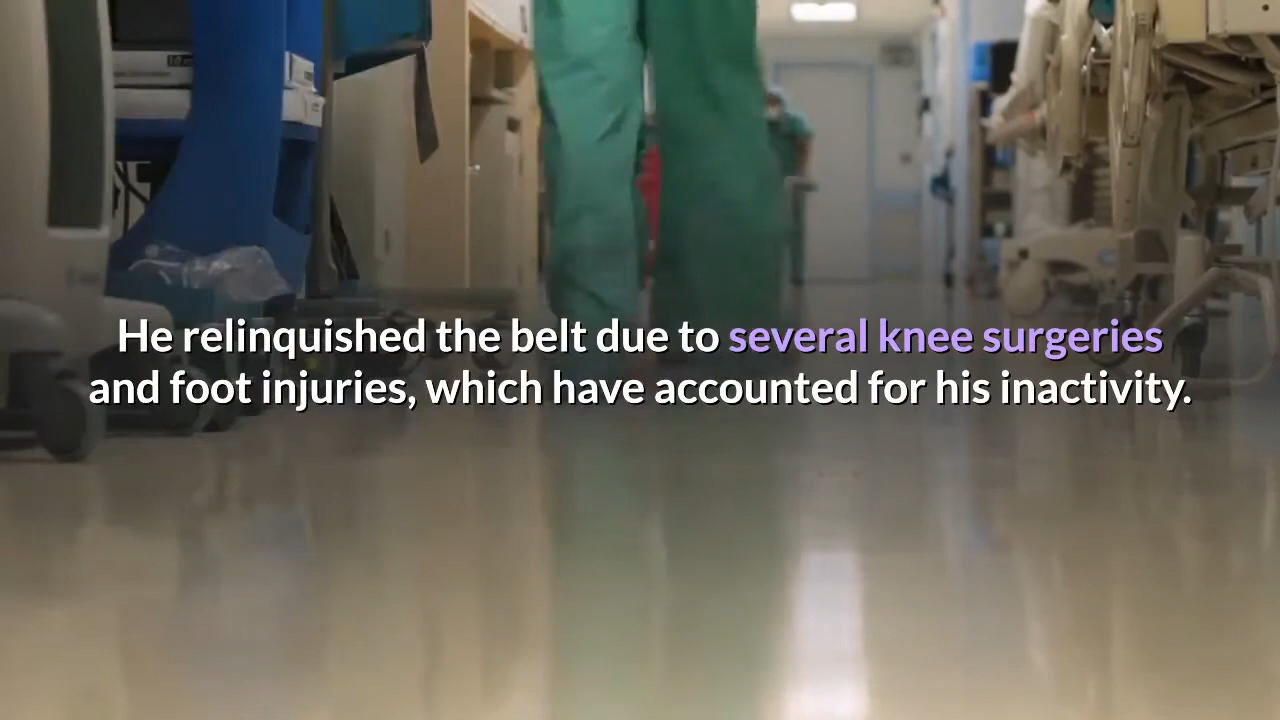 He relinquished the belt due to several knee surgeries
and foot injuries, which have accounted for his inactivity.